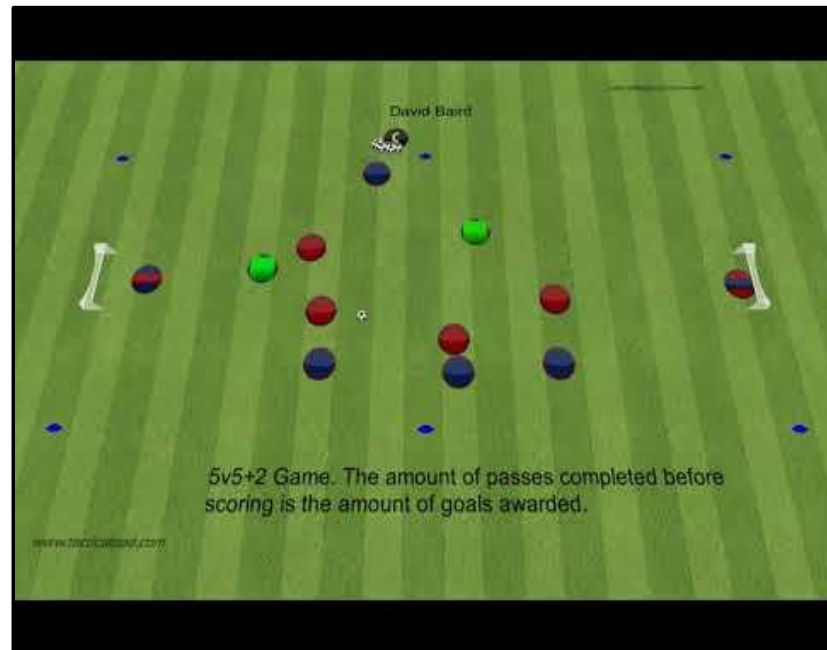 David Baird
5v5+2 Game. The amount of passes completed before
scoring is the amount of goals awarded.